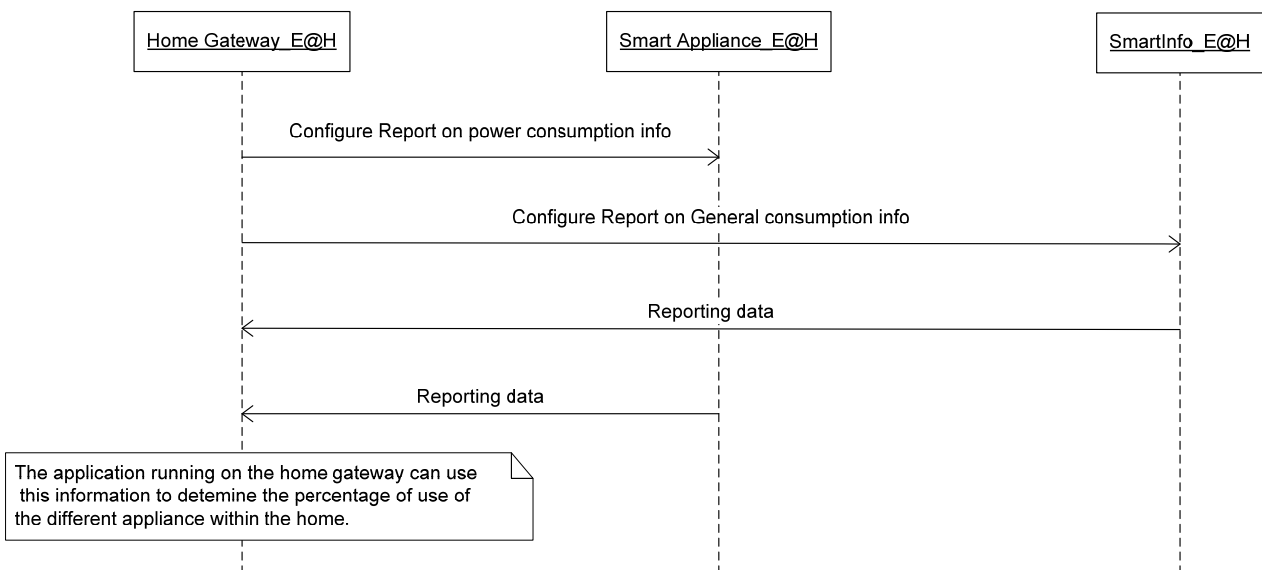 Home Gateway_E@H
Smart Appliance_E@H
SmartInfo_E@H
Configure Report on power consumption info
Configure Report on General consumption info
Reporting data
Reporting data
The application running on the home gateway can use
this information to detemine the percentage of use of
the different appliance within the home.